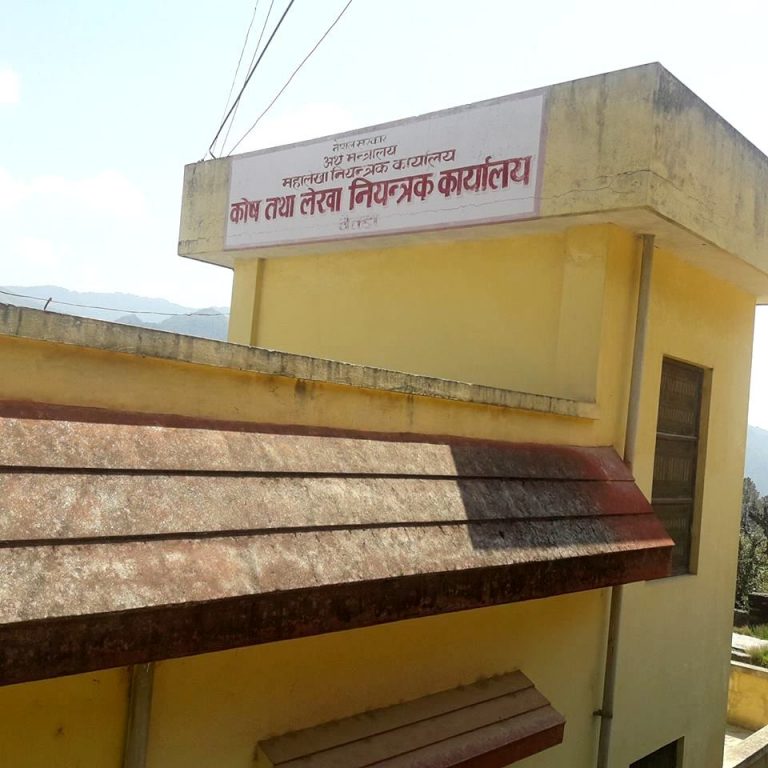 नेपाल सरकार
अर्थ मन्त्रालय
महालेखा नियन्त्रक कार्यालय
कोष तथा लेखा नियन्त्रक कार्यालय